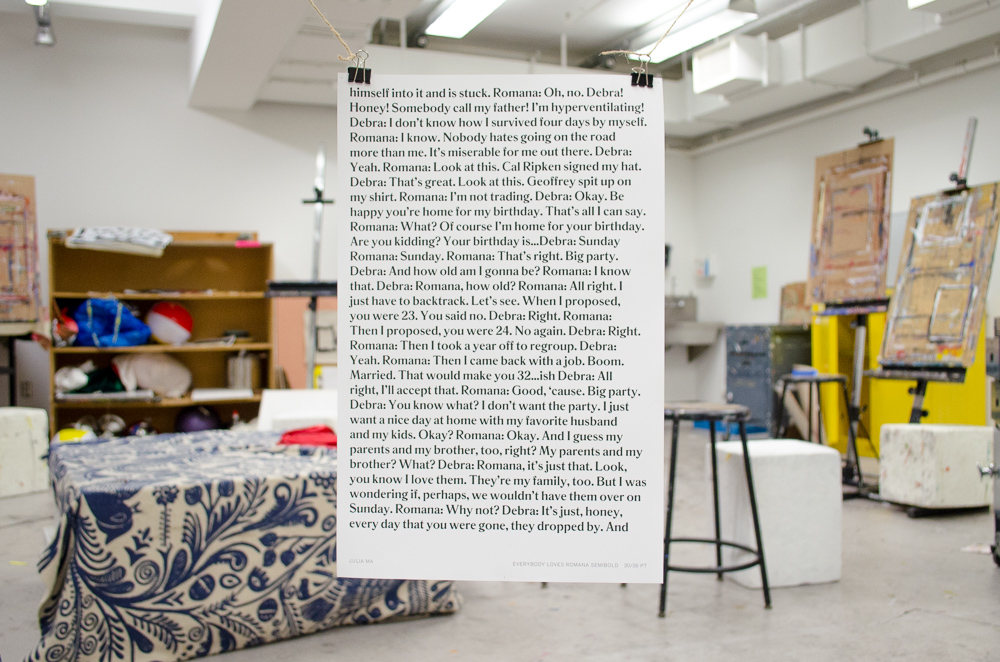 himself into it and is stuck. Romana: Oh, no. Debra!
Honey! Somebody call my father! I'm hyperventilating!
Debra: I don't know how I survived four days by myself.
Romana: I know. Nobody hates going on the road
more than me. It's miserable for me out there. Debra:
Yeah. Romana: Look at this. Cal Ripken signed my hat.
Debra: That's great. Look at this. Geoffrey spit up on
my shirt. Romana: I'm not trading. Debra: Okay. Be
happy you're home for my birthday. That's all I can say.
Romana: What? Of course I'm home for your birthday.
Are you kidding? Your birthday is...Debra: Sunday
Romana: Sunday. Romana: That's right. Big party.
Debra: And how old am I gonna be? Romana: I know
that. Debra: Romana, how old? Romana: All right. I
just have to backtrack. Let's see. When I proposed,
you were 23. You said no. Debra: Right. Romana:
Then I proposed, you were 24. No again. Debra: Right.
Romana: Then I took a year off to regroup. Debra:
Yeah. Romana: Then I came back with a job. Boom.
Married. That would make you 32...ish Debra: All
right, I'll accept that. Romana: Good, ‘cause. Big party.
Debra: You know what? I don't want the party. I just
want a nice day at home with my favorite husband
and my kids. Okay? Romana: Okay. And I guess my
parents and my brother, too, right? My parents and my
brother? What? Debra: Romana, it's just that. Look,
you know I love them. They're my family, too. But I was
wondering if, perhaps, we wouldn't have them over on
Sunday. Romana: Why not? Debra: It's just, honey,
every day that you were gone, they dropped by. And
JULIA MA EVERYBODY LOVES ROMANA SEMIBOLD 30/36 PT